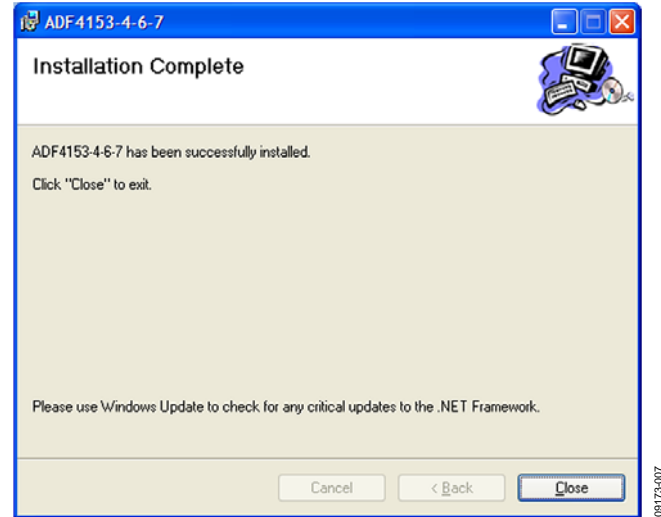 ADF4153-4-6-7
Installation Complete
ADF4153-4-6-7 has been successfully installed.
Click "Close" to exit.
Please use Windows Update to check for any critical updates to the .NET Framework.
Cancel
< Back
Close
09173-007